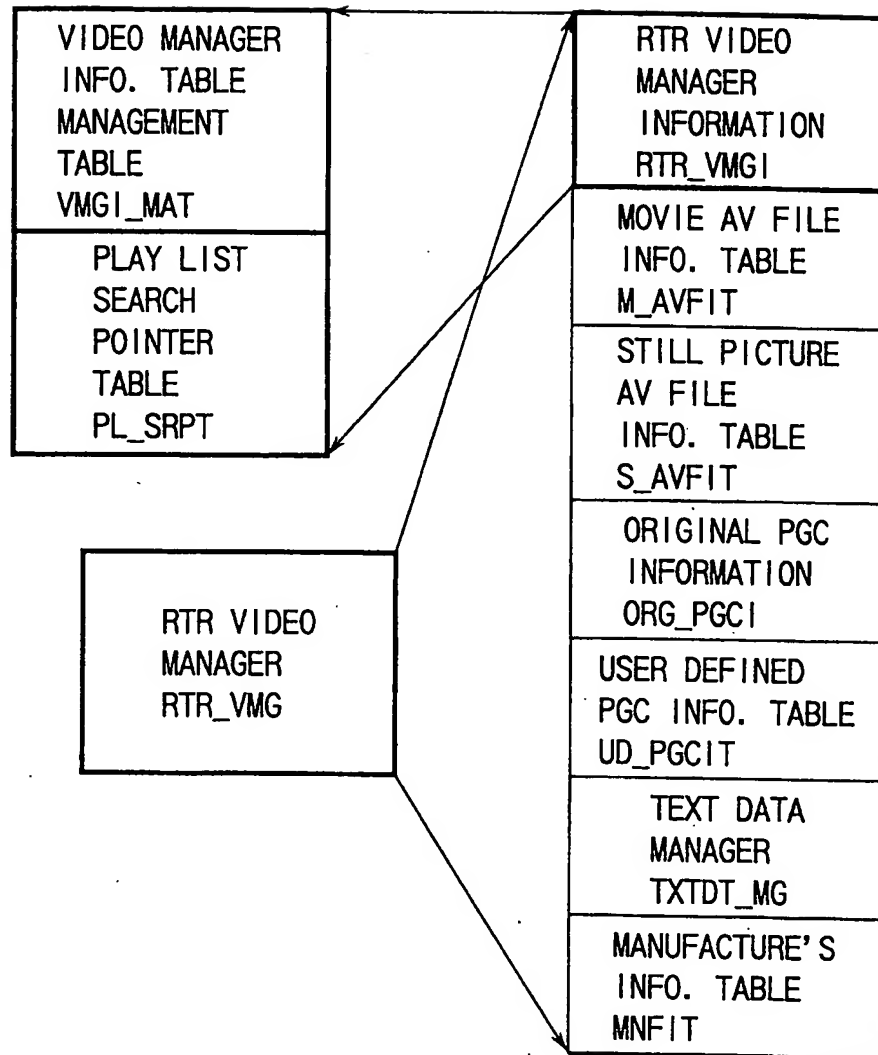 VIDEO MANAGER
INFO. TABLE
MANAGEMENT
TABLE
VMGI_MAT
PLAY LIST
SEARCH
POINTER
TABLE
PL_SRPT
RTR VIDEO
MANAGER
RTR_VMG
RTR VIDEO
MANAGER
INFORMATION
RTR_VMGI
MOVIE AV FILE
INFO. TABLE
M_AVFIT
STILL PICTURE
AV FILE
INFO. TABLE
S_AVFIT
ORIGINAL PGC
INFORMATION
ORG_PGCI
USER DEFINED
PGC INFO. TABLE
UD_PGCIT
TEXT DATA
MANAGER
TXTDT_MG
MANUFACTURE'S
INFO. TABLE
MNFIT